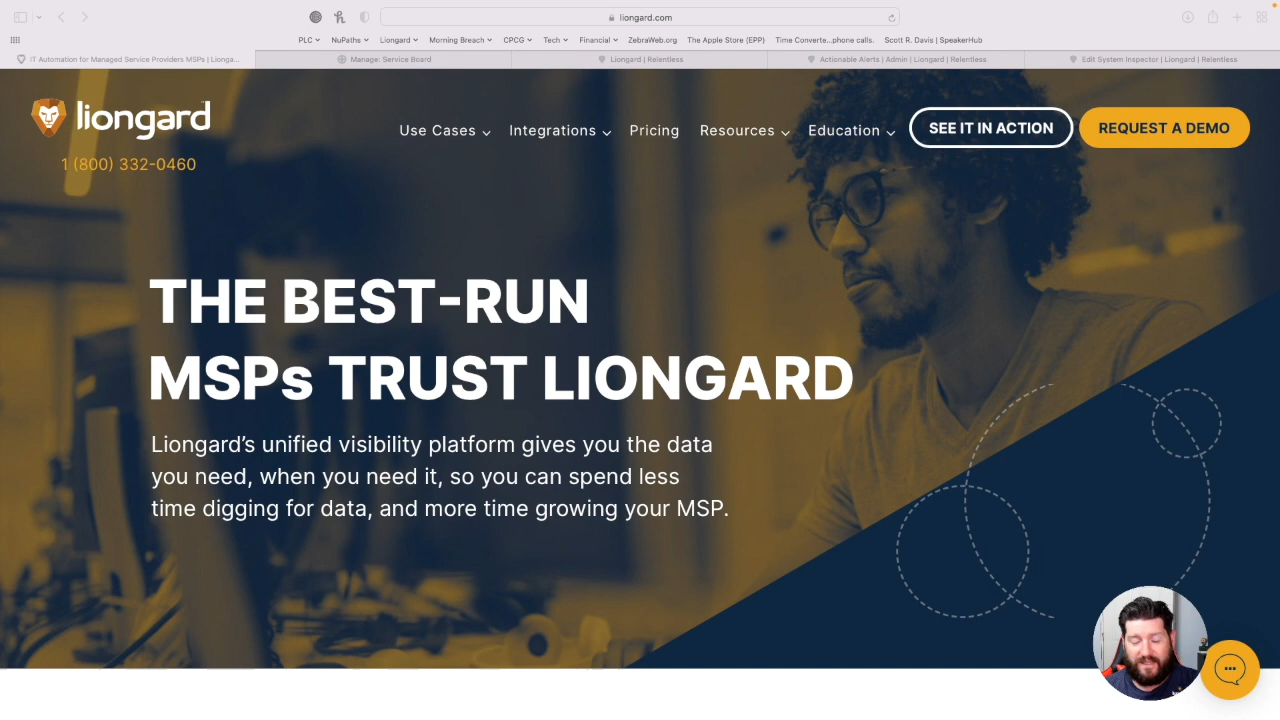 liongard.com
PLC NuPaths Liongard Morning Breach CPCG Tech Financial ZebraWeb.org The Apple Store (EPP) Time Converte...phone calls. Scott R. Davis | SpeakerHub
IT Automation for Managed Service Providers MSPs | Lionga... Manage: Service Board Liongard | Relentless Actionable Alerts | Admin | Liongard | Relentless Edit System Inspector | Liongard | Relentless
liongard
1 (800) 332-0460
Use Cases Integrations Pricing Resources Education SEE IT IN ACTION REQUEST A DEMO
THE BEST-RUN
MSPs TRUST LIONGARD
Liongard's unified visibility platform gives you the data
you need, when you need it, so you can spend less
time digging for data, and more time growing your MSP.